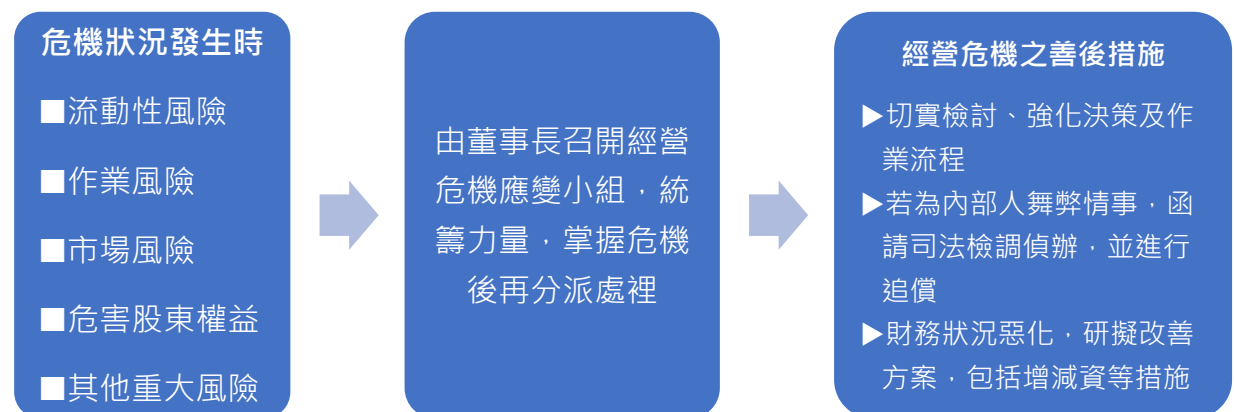 危機狀況發生時
■流動性風險
■作業風險
■市場風險
■危害股東權益
■其他重大風險
由董事長召開經營
危機應變小組，統
籌力量，掌握危機
後再分派處裡
經營危機之善後措施
▶切實檢討、強化決策及作
業流程
▶若為內部人舞弊情事，函
請司法檢調偵辦，並進行
追償
▶財務狀況惡化，研擬改善
方案，包括增減資等措施